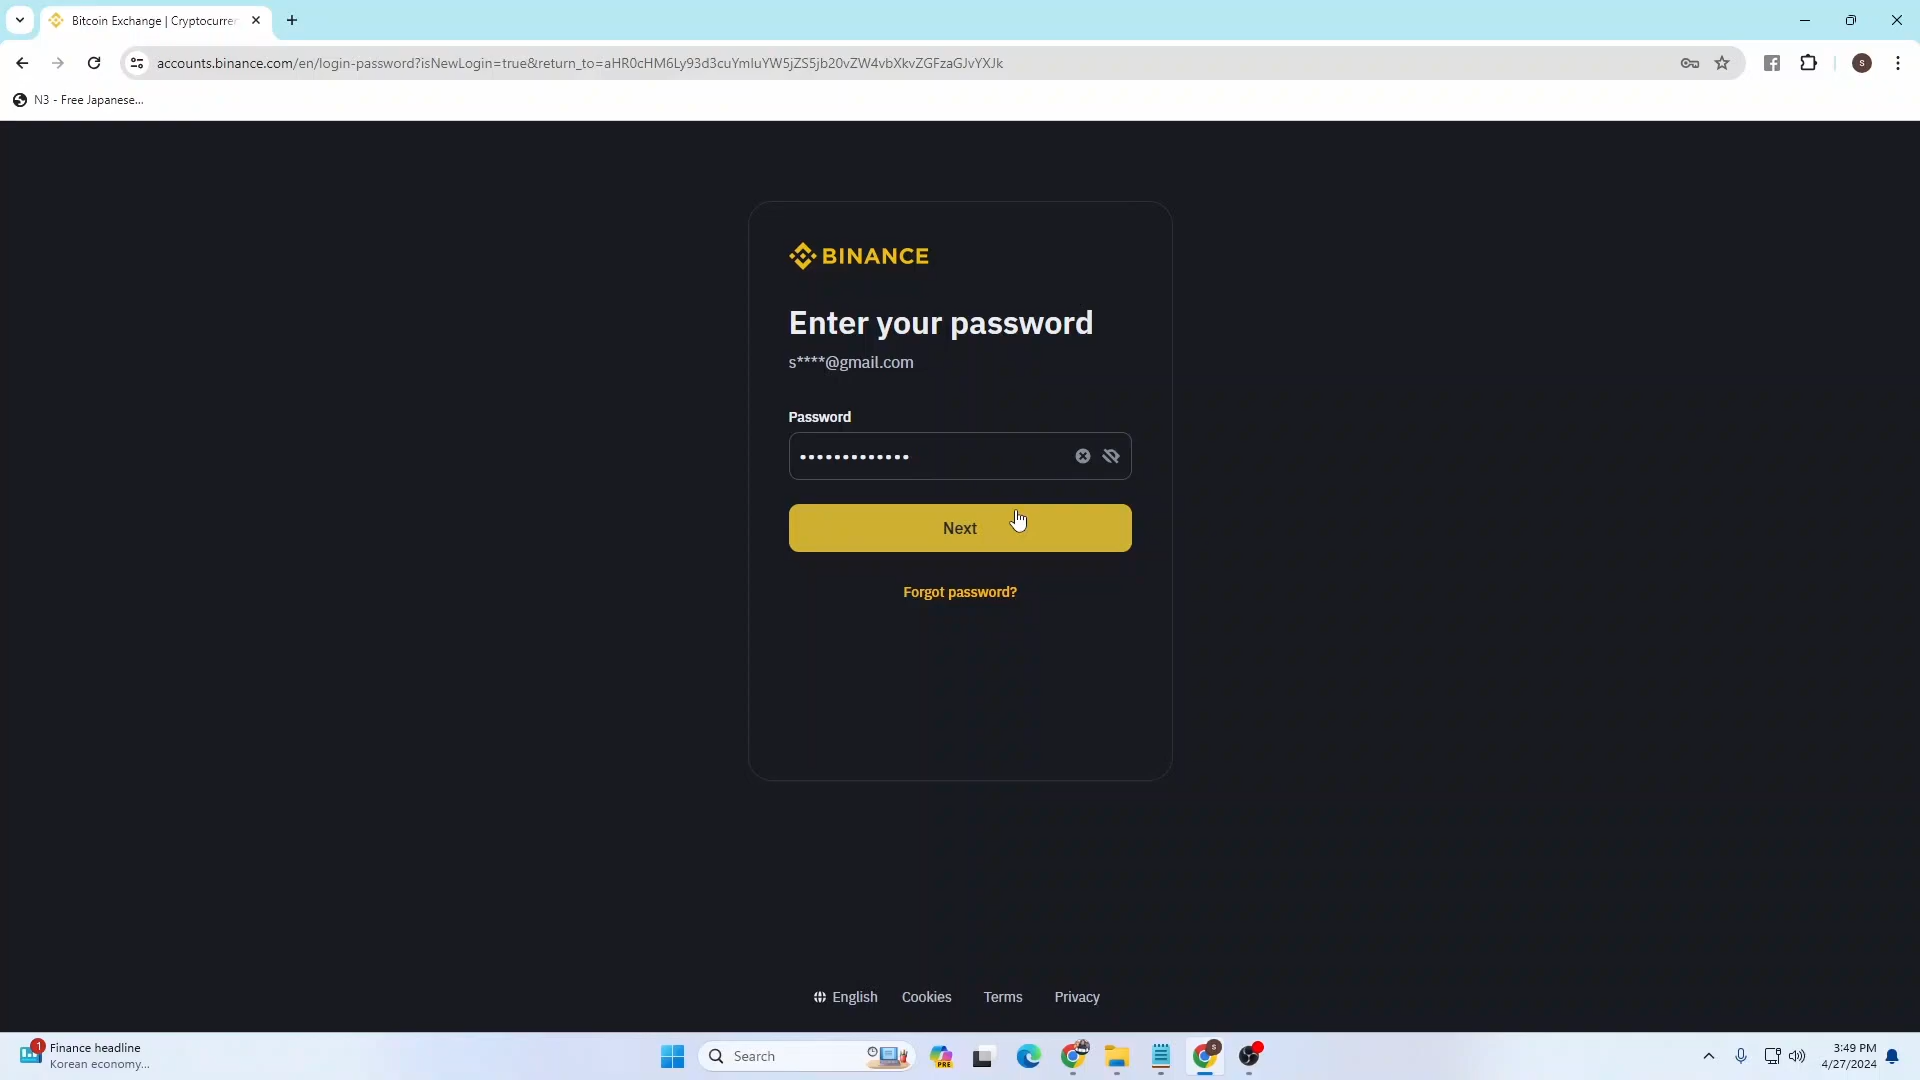 Bitcoin Exchange | Cryptocurre
accounts.binance.com/en/login-password?isNewLogin=true&return_to=aHR0cHM6Ly93d3cuYmluYW5jZS5jb20vZW4vbXkvZGFzaGJvYXJk
S
N3 - Free Japanese...
BINANCE
Enter your password
s****@gmail.com
Password
•••••••••••••
Next
Forgot password?
English Cookies Terms Privacy
1
Finance headline
Korean economy...
Search
PRE
S
3:49 PM
4/27/2024